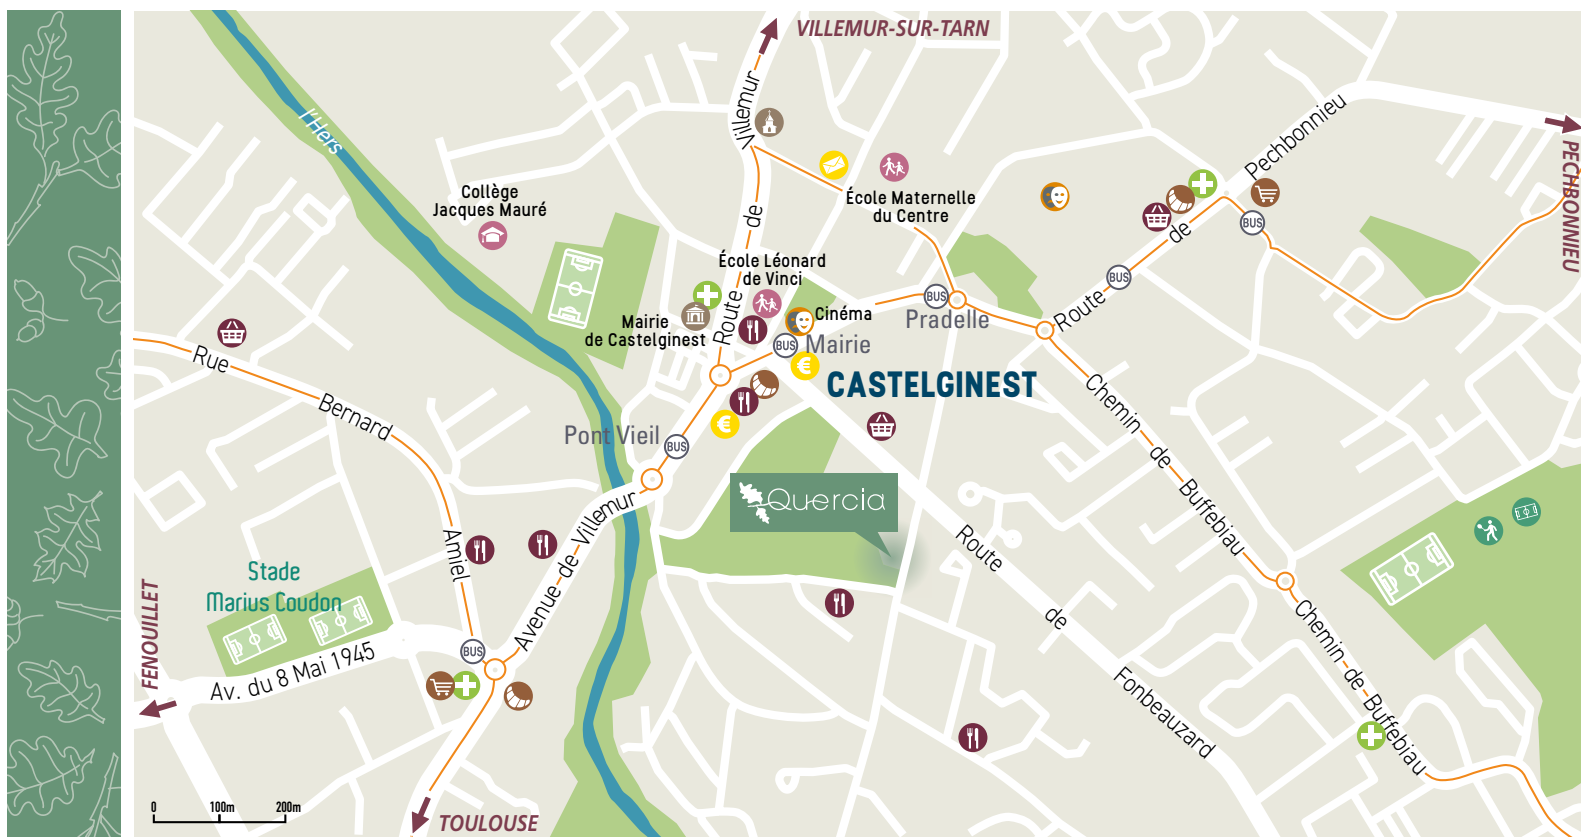 VILLEMUR-SUR-TARN
Villemur
de
Route
l'Hers
Collège
Jacques Mauré
École Maternelle
du Centre
École Léonard
de Vinci
Mairie
de Castelginest
Cinéma
BUS
Mairie
BUS
Pradelle
BUS
BUS
Route
de
Pechbonnieu
PECHBONNIEU
€
CASTELGINEST
€
Pont Vieil
BUS
Rue
Bernard
Amiel
Quercia
Avenue de Villemur
Stade
Marius Coudon
BUS
Av. du 8 Mai 1945
FENOUILLET
Route
de
Fonbeauzard
Chemin
de
Buffebiau
Chemin de Buffebiau
0 100m 200m
TOULOUSE